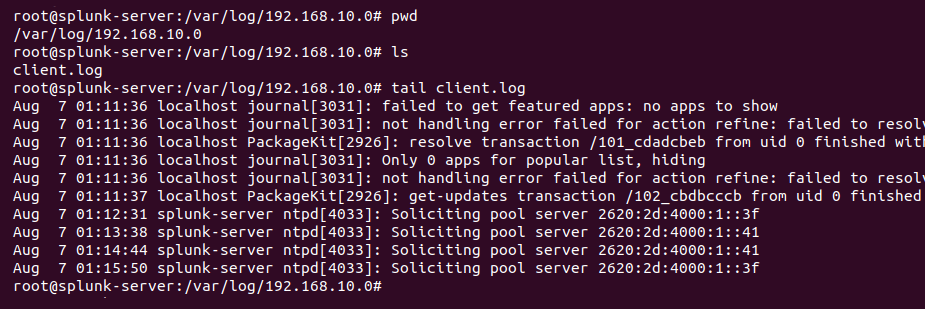 root@splunk-server:/var/log/192.168.10.0# pwd
/var/log/192.168.10.0
root@splunk-server:/var/log/192.168.10.0# ls
client.log
root@splunk-server:/var/log/192.168.10.0# tail client.log
Aug  7 01:11:36 localhost journal[3031]: failed to get featured apps: no apps to show
Aug  7 01:11:36 localhost journal[3031]: not handling error failed for action refine: failed to resolv
Aug  7 01:11:36 localhost PackageKit[2926]: resolve transaction /101_cdadcbeb from uid 0 finished wit
Aug  7 01:11:36 localhost journal[3031]: Only 0 apps for popular list, hiding
Aug  7 01:11:36 localhost journal[3031]: not handling error failed for action refine: failed to resolv
Aug  7 01:11:37 localhost PackageKit[2926]: get-updates transaction /102_cbdbcccb from uid 0 finished
Aug  7 01:12:31 splunk-server ntpd[4033]: Soliciting pool server 2620:2d:4000:1::3f
Aug  7 01:13:38 splunk-server ntpd[4033]: Soliciting pool server 2620:2d:4000:1::41
Aug  7 01:14:44 splunk-server ntpd[4033]: Soliciting pool server 2620:2d:4000:1::41
Aug  7 01:15:50 splunk-server ntpd[4033]: Soliciting pool server 2620:2d:4000:1::3f
root@splunk-server:/var/log/192.168.10.0#